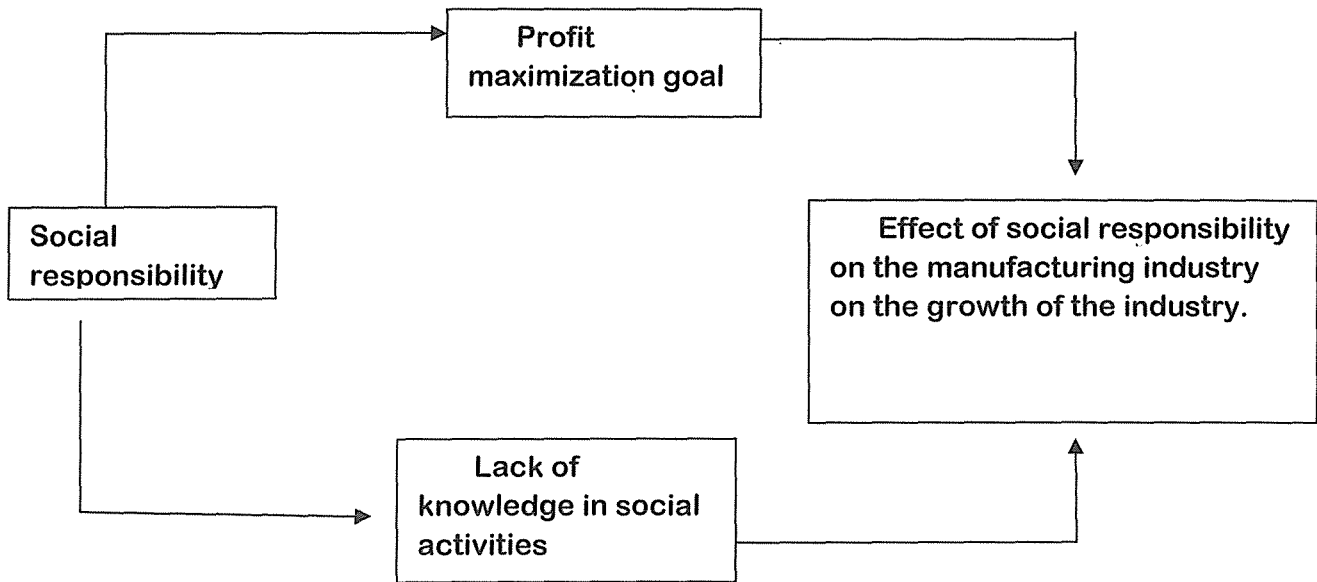 Profit
maximization goal
Social
responsibility
Effect of social responsibility
on the manufacturing industry
on the growth of the industry.
Lack of
knowledge in social
activities